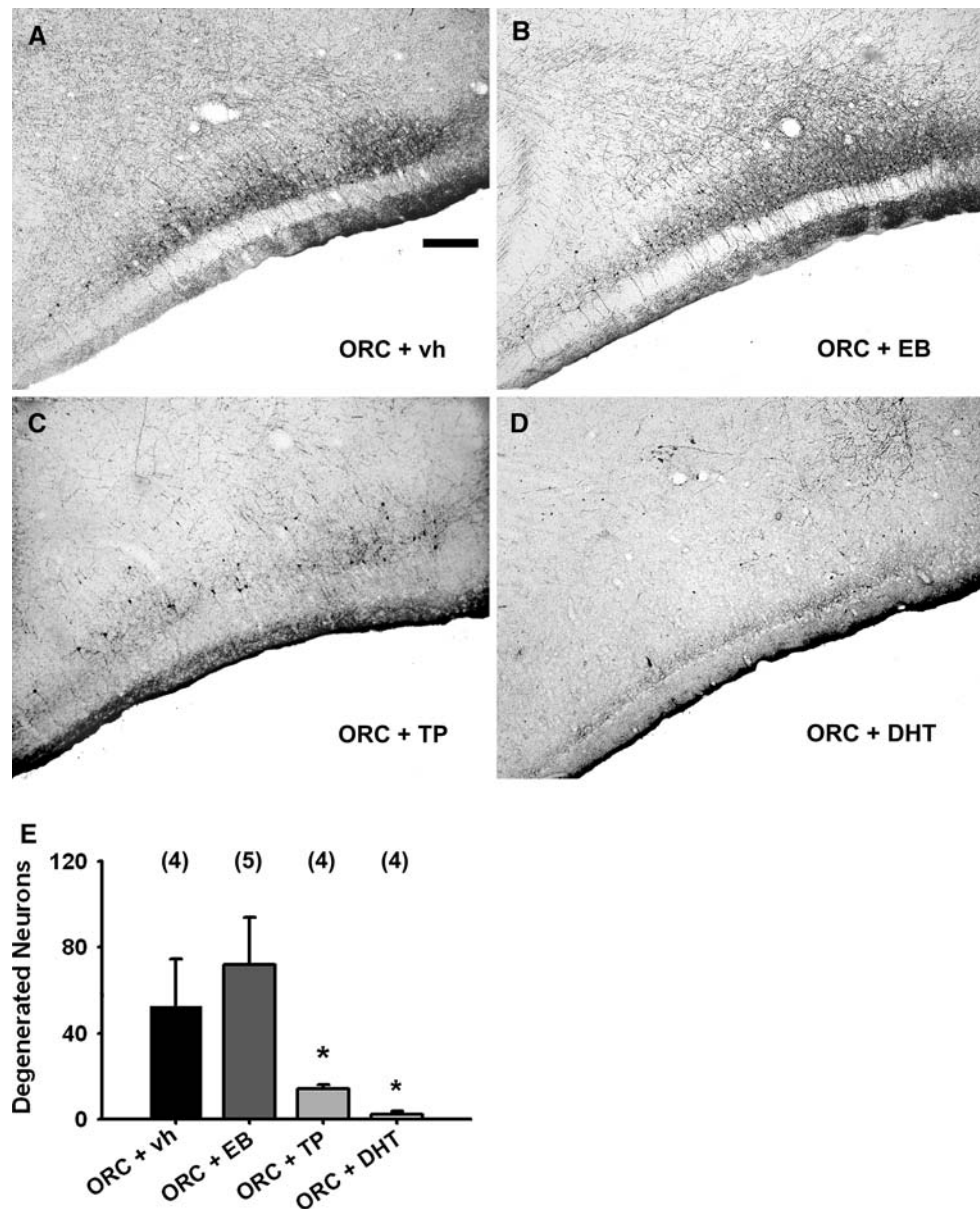 A
ORC + vh
B
ORC + EB
C
ORC + TP
D
ORC + DHT
E
Degenerated Neurons
120
80
40
0
(4)
(5)
(4)
(4)
*
*
ORC + vh
ORC + EB
ORC + TP
ORC + DHT